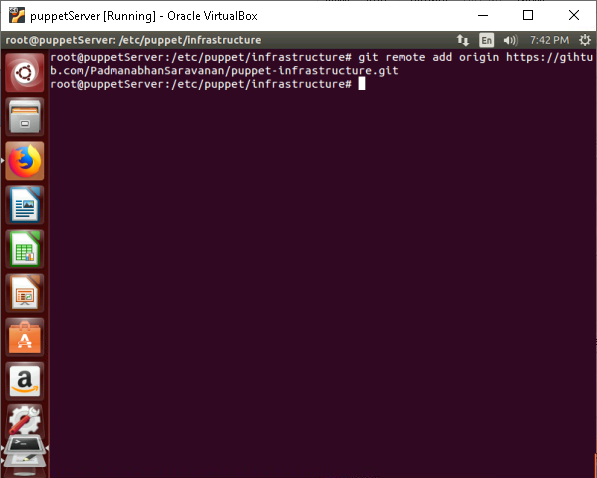 puppetServer [Running] - Oracle VirtualBox
root@puppetServer: /etc/puppet/infrastructure En 7:42 PM
root@puppetServer:/etc/puppet/infrastructure# git remote add origin https://gihtu
b.com/PadmanabhanSaravanan/puppet-infrastructure.git
root@puppetServer:/etc/puppet/infrastructure#